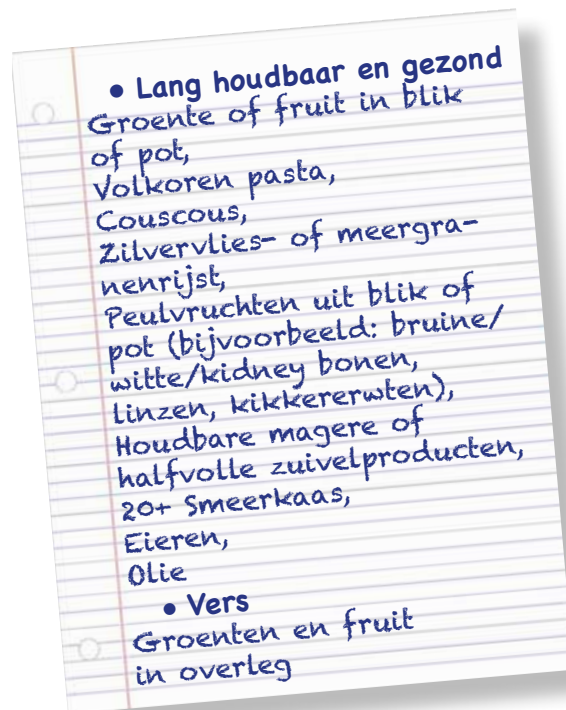 • Lang houdbaar en gezond
Groente of fruit in blik
of pot,
Volkoren pasta,
Couscous,
Zilvervlies- of meergra-
nenrijst,
Peulvruchten uit blik of
pot (bijvoorbeeld: bruine/
witte/kidney bonen,
linzen, kikkererwten),
Houdbare magere of
halfvolle zuivelproducten,
20+ Smeerkaas,
Eieren,
Olie
• Vers
Groenten en fruit
in overleg